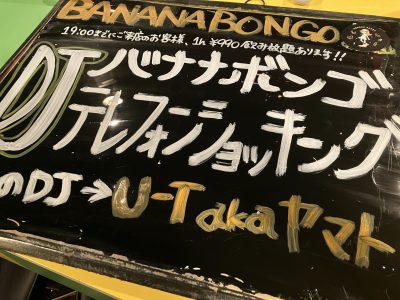 BANANA BONGO
19:00までにご来店のお客様、1h ¥990 飲み放題あります!!
DJ バナナボンゴ
テレフォンショッキング
のDJ→U-T aka ヤマト